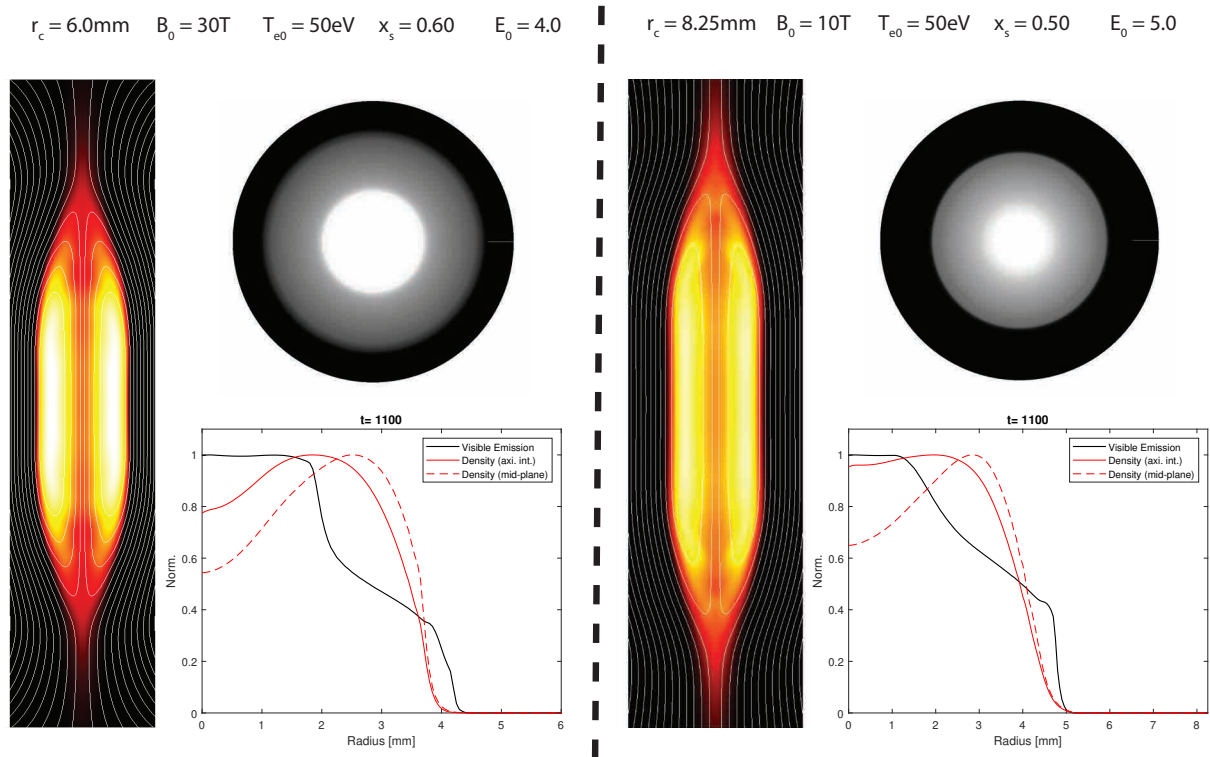 r_c = 6.0mm B_0 = 30T T_e0 = 50eV x_s = 0.60 E_0 = 4.0
t= 1100
Visible Emission
Density (axi. int.)
Density (mid-plane)
Norm.
1
0.8
0.6
0.4
0.2
0
0 1 2 3 4 5 6
Radius [mm]
r_c = 8.25mm B_0 = 10T T_e0 = 50eV x_s = 0.50 E_0 = 5.0
t= 1100
Visible Emission
Density (axi. int.)
Density (mid-plane)
Norm.
1
0.8
0.6
0.4
0.2
0
0 1 2 3 4 5 6 7 8
Radius [mm]